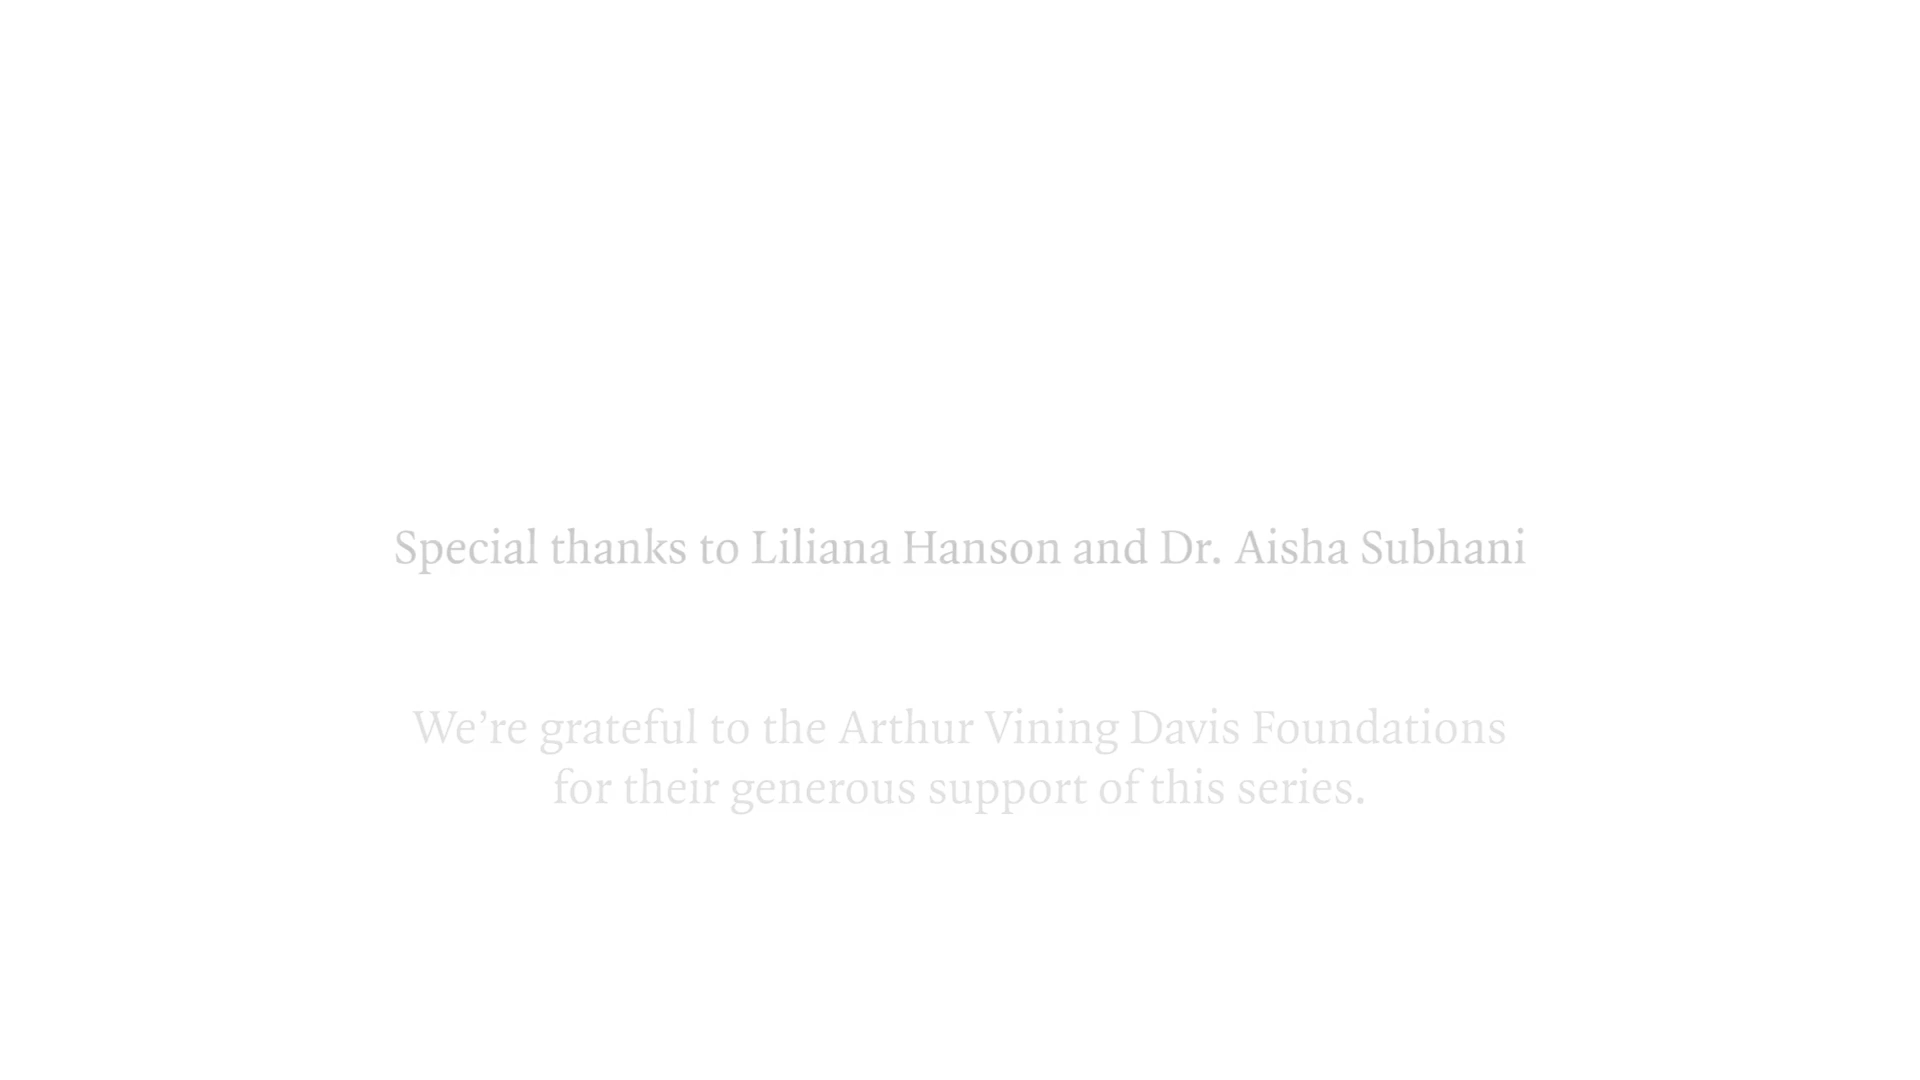 Special thanks to Liliana Hanson and Dr. Aisha Subhani
We’re grateful to the Arthur Vining Davis Foundations
for their generous support of this series.